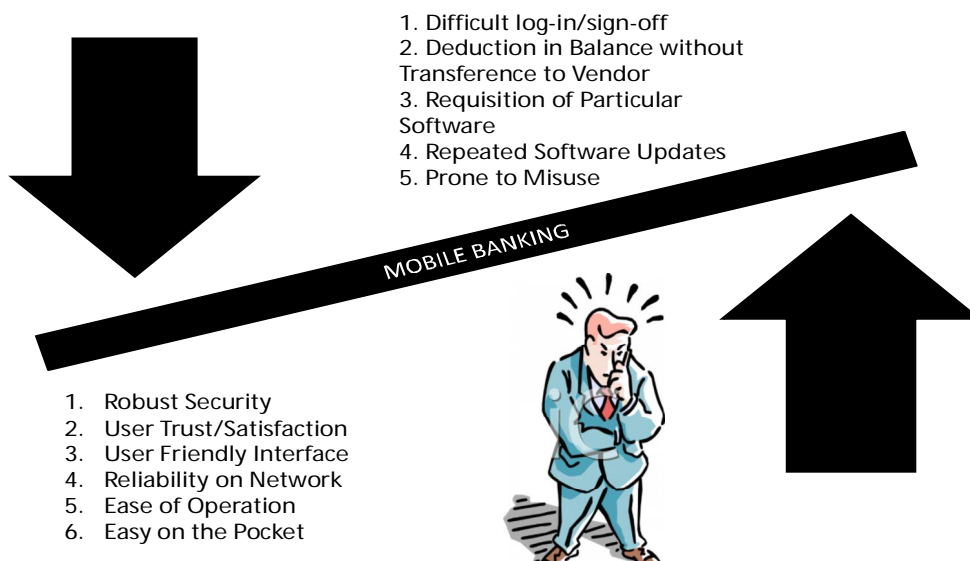 1. Difficult log-in/sign-off
2. Deduction in Balance without
Transference to Vendor
3. Requisition of Particular
Software
4. Repeated Software Updates
5. Prone to Misuse
MOBILE BANKING
1. Robust Security
2. User Trust/Satisfaction
3. User Friendly Interface
4. Reliability on Network
5. Ease of Operation
6. Easy on the Pocket